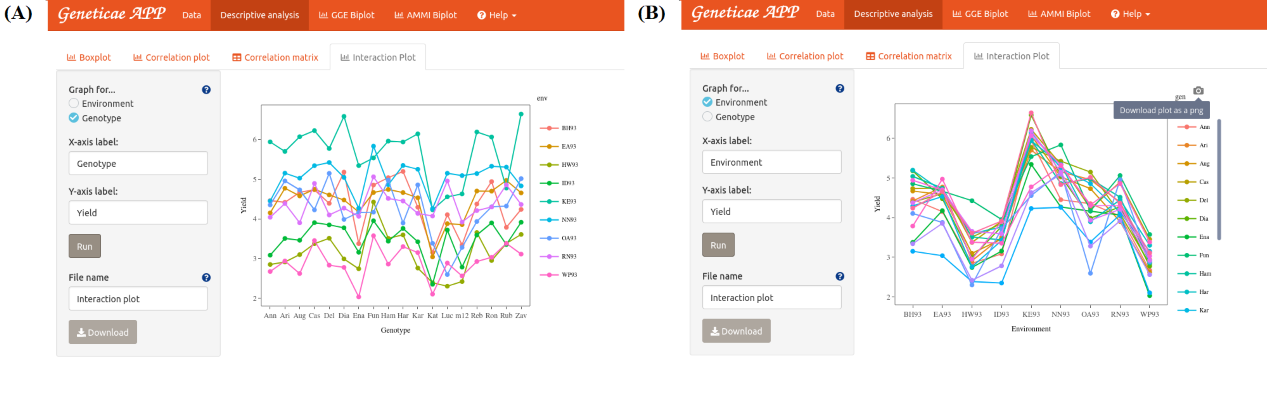 (A)
Geneticae APP Data Descriptive analysis GGE Biplot AMMI Biplot Help
Boxplot Correlation plot Correlation matrix Interaction Plot
Graph for...
Environment
Genotype
X-axis label:
Genotype
Y-axis label:
Yield
Run
File name
Interaction plot
Download
env
BH93
EA93
HW93
ID93
KE93
NN93
OA93
RN93
WP93
Yield
6
5
4
3
2
Ann Ari Aug Cas Del Dia Ena Fun Ham Har Kar Kat Luc m12 Reb Ron Rub Zav
Genotype
(B)
Geneticae APP Data Descriptive analysis GGE Biplot AMMI Biplot Help
Boxplot Correlation plot Correlation matrix Interaction Plot
Graph for...
Environment
Genotype
X-axis label:
Environment
Y-axis label:
Yield
Run
File name
Interaction plot
Download
gen
Download plot as a png
Ann
Ari
Aug
Cas
Del
Dia
Ena
Fun
Ham
Har
Kar
Yield
6
5
4
3
2
BH93 EA93 HW93 ID93 KE93 NN93 OA93 RN93 WP93
Environment